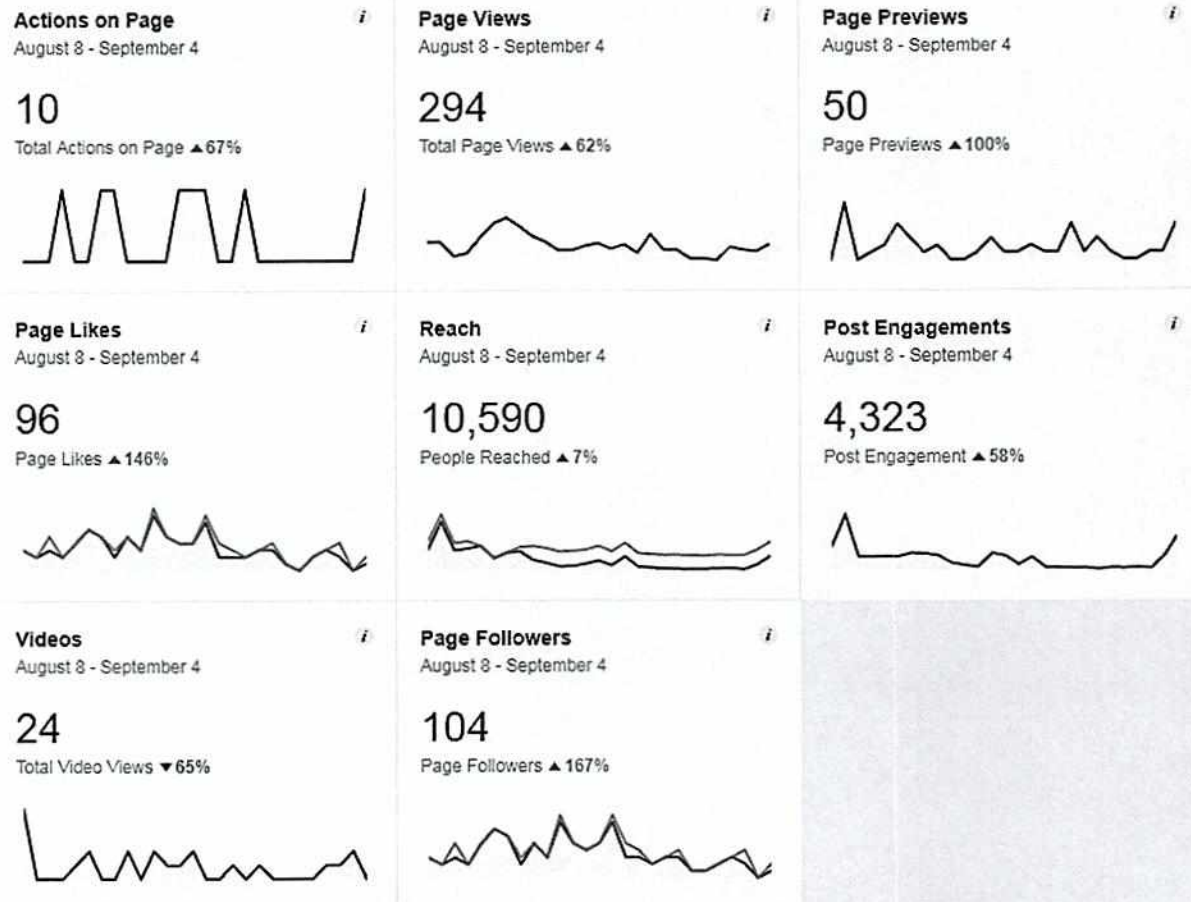 Actions on Page
August 8 - September 4
10
Total Actions on Page ▲67%
Page Views
August 8 - September 4
294
Total Page Views ▲62%
Page Previews
August 8 - September 4
50
Page Previews ▲100%
Page Likes
August 8 - September 4
96
Page Likes ▲146%
Reach
August 8 - September 4
10,590
People Reached ▲7%
Post Engagements
August 8 - September 4
4,323
Post Engagement ▲58%
Videos
August 8 - September 4
24
Total Video Views ▼65%
Page Followers
August 8 - September 4
104
Page Followers ▲167%